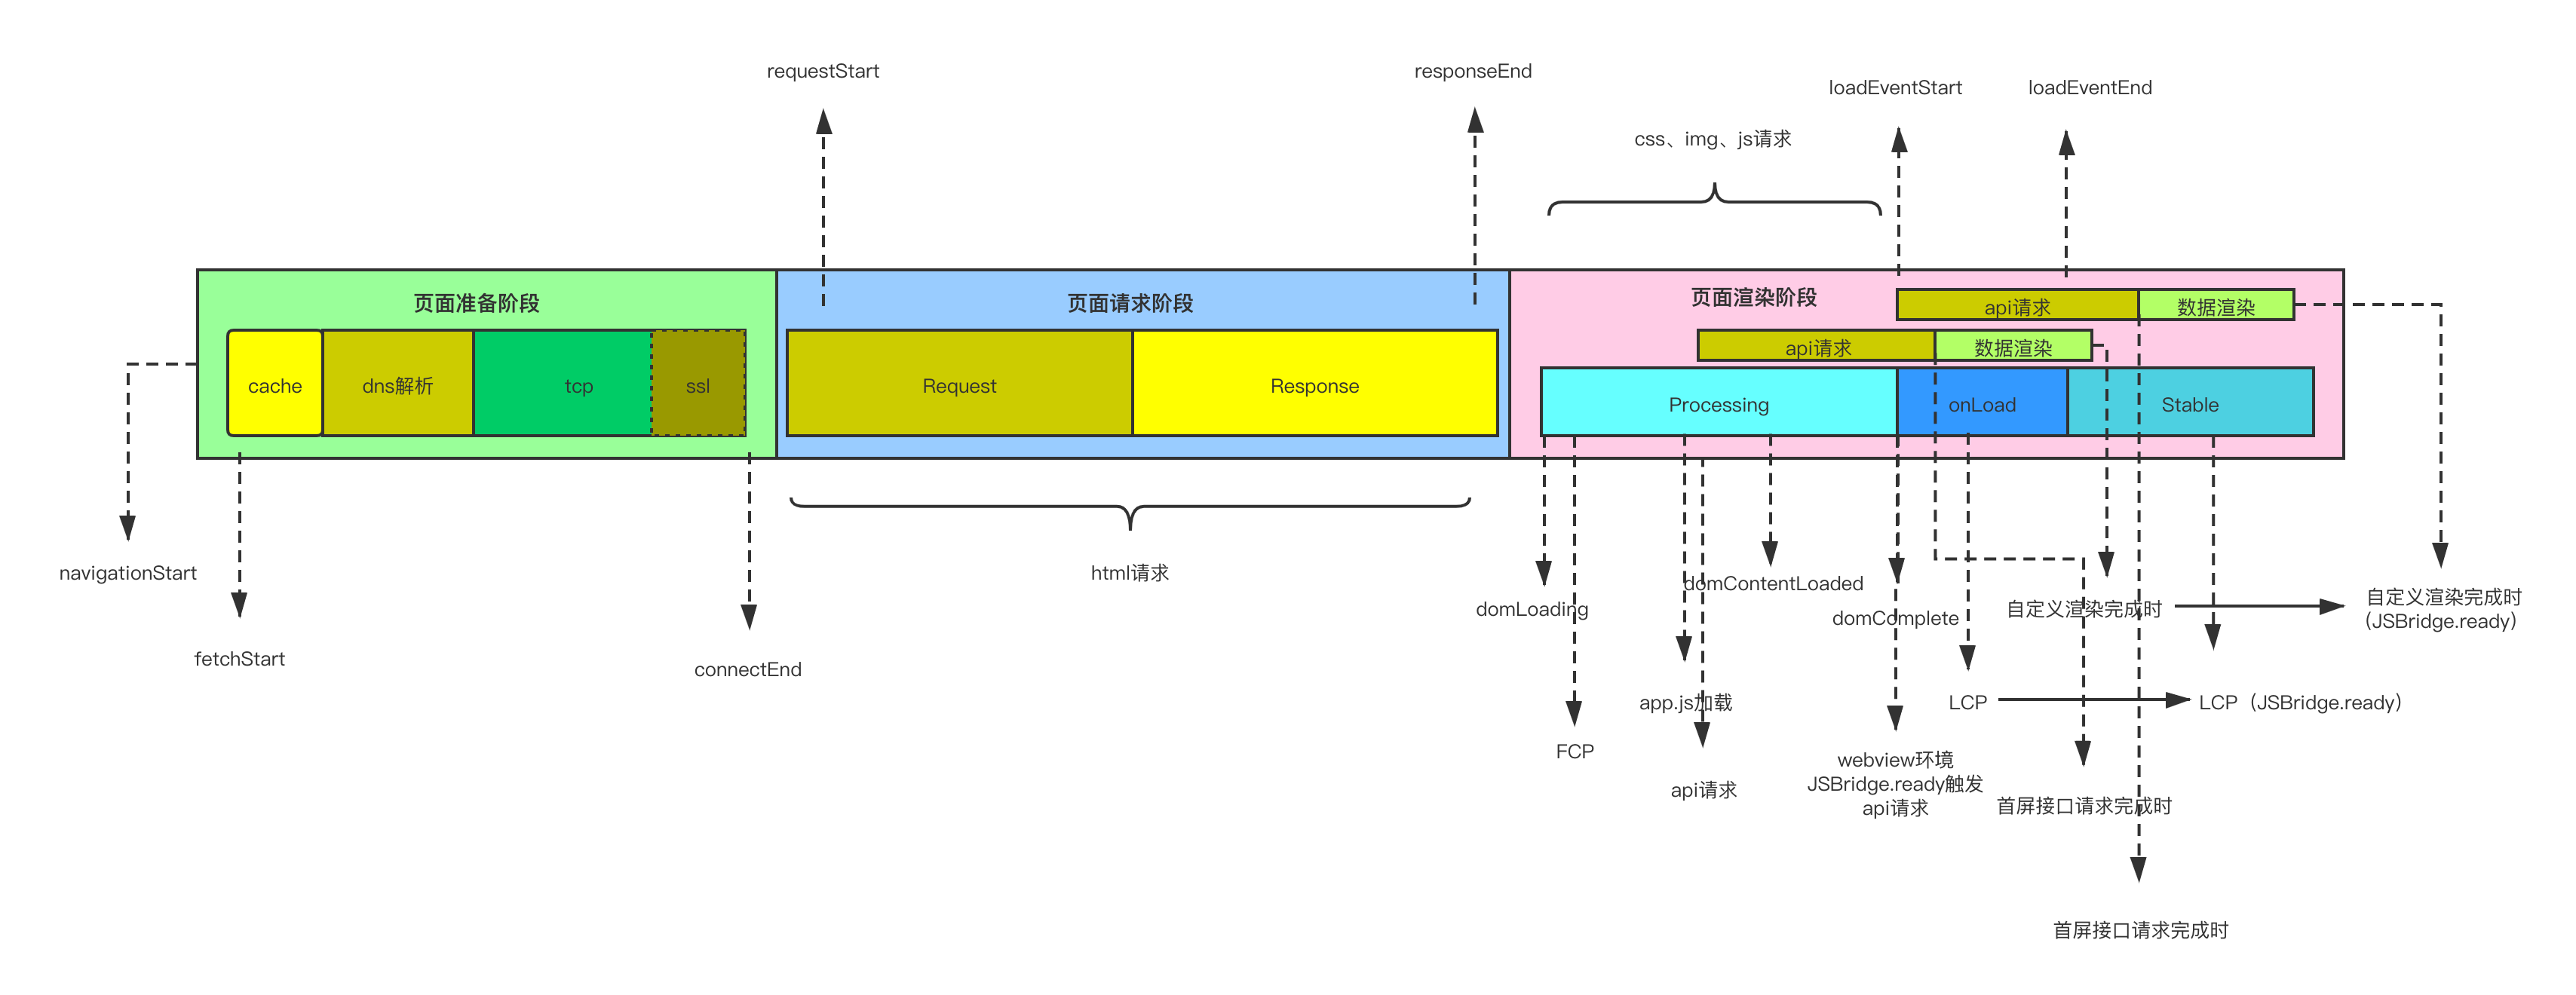 requestStart
responseEnd
loadEventStart
loadEventEnd
css、img、js请求
页面准备阶段
页面请求阶段
页面渲染阶段
api请求
数据渲染
api请求
数据渲染
cache
dns解析
tcp
ssl
Request
Response
Processing
onLoad
Stable
navigationStart
html请求
domContentLoaded
domLoading
domComplete
自定义渲染完成时
自定义渲染完成时
(JSBridge.ready)
fetchStart
connectEnd
app.js加载
LCP
LCP（JSBridge.ready）
FCP
api请求
webview环境
JSBridge.ready触发
api请求
首屏接口请求完成时
首屏接口请求完成时